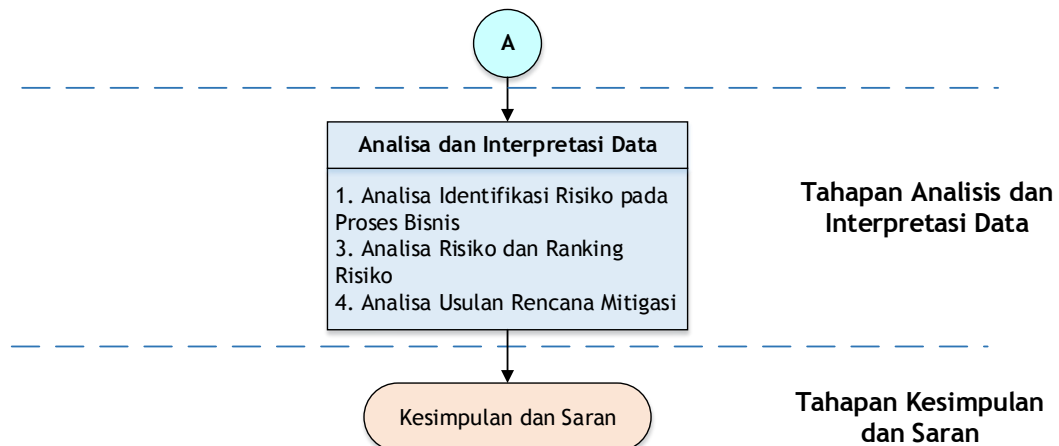 A
Analisa dan Interpretasi Data
1. Analisa Identifikasi Risiko pada
Proses Bisnis
3. Analisa Risiko dan Ranking
Risiko
4. Analisa Usulan Rencana Mitigasi
Tahapan Analisis dan
Interpretasi Data
Kesimpulan dan Saran
Tahapan Kesimpulan
dan Saran